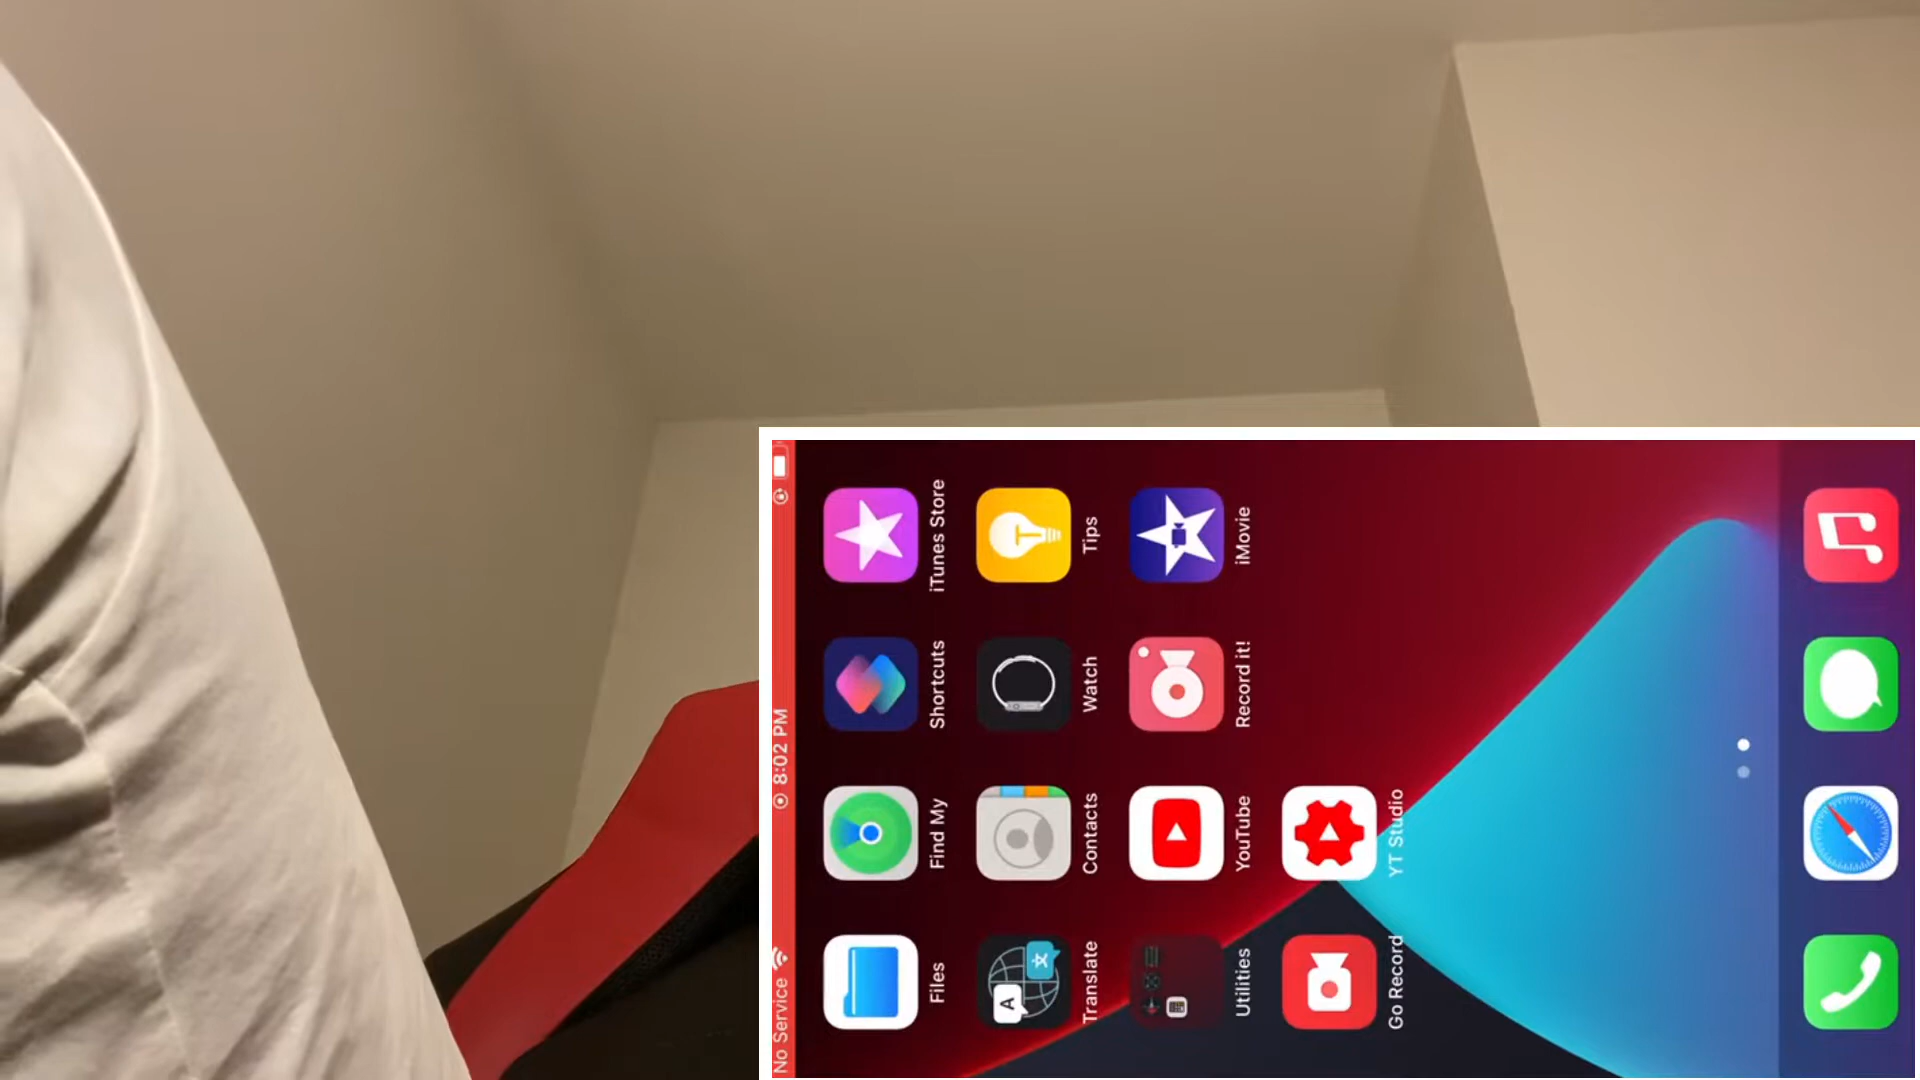 No Service 8:02 PM
Files Find My Shortcuts iTunes Store
Translate Contacts Watch Tips
Utilities YouTube Record it! iMovie
Go Record YT Studio